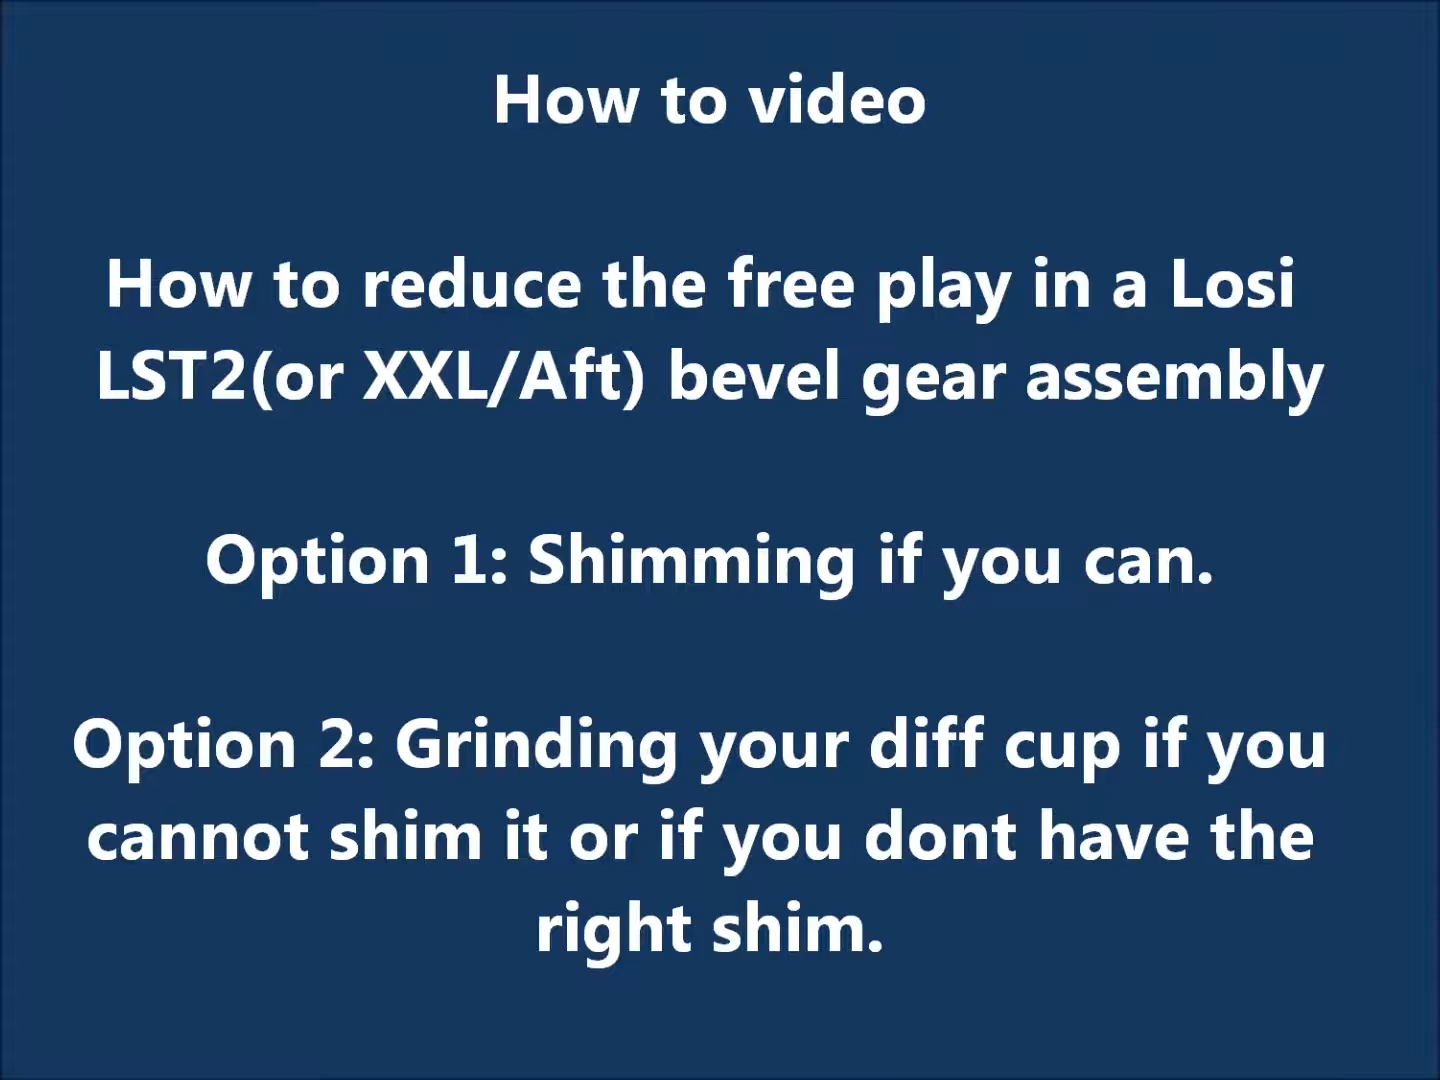 How to video
How to reduce the free play in a Losi
LST2(or XXL/Aft) bevel gear assembly
Option 1: Shimming if you can.
Option 2: Grinding your diff cup if you
cannot shim it or if you dont have the
right shim.